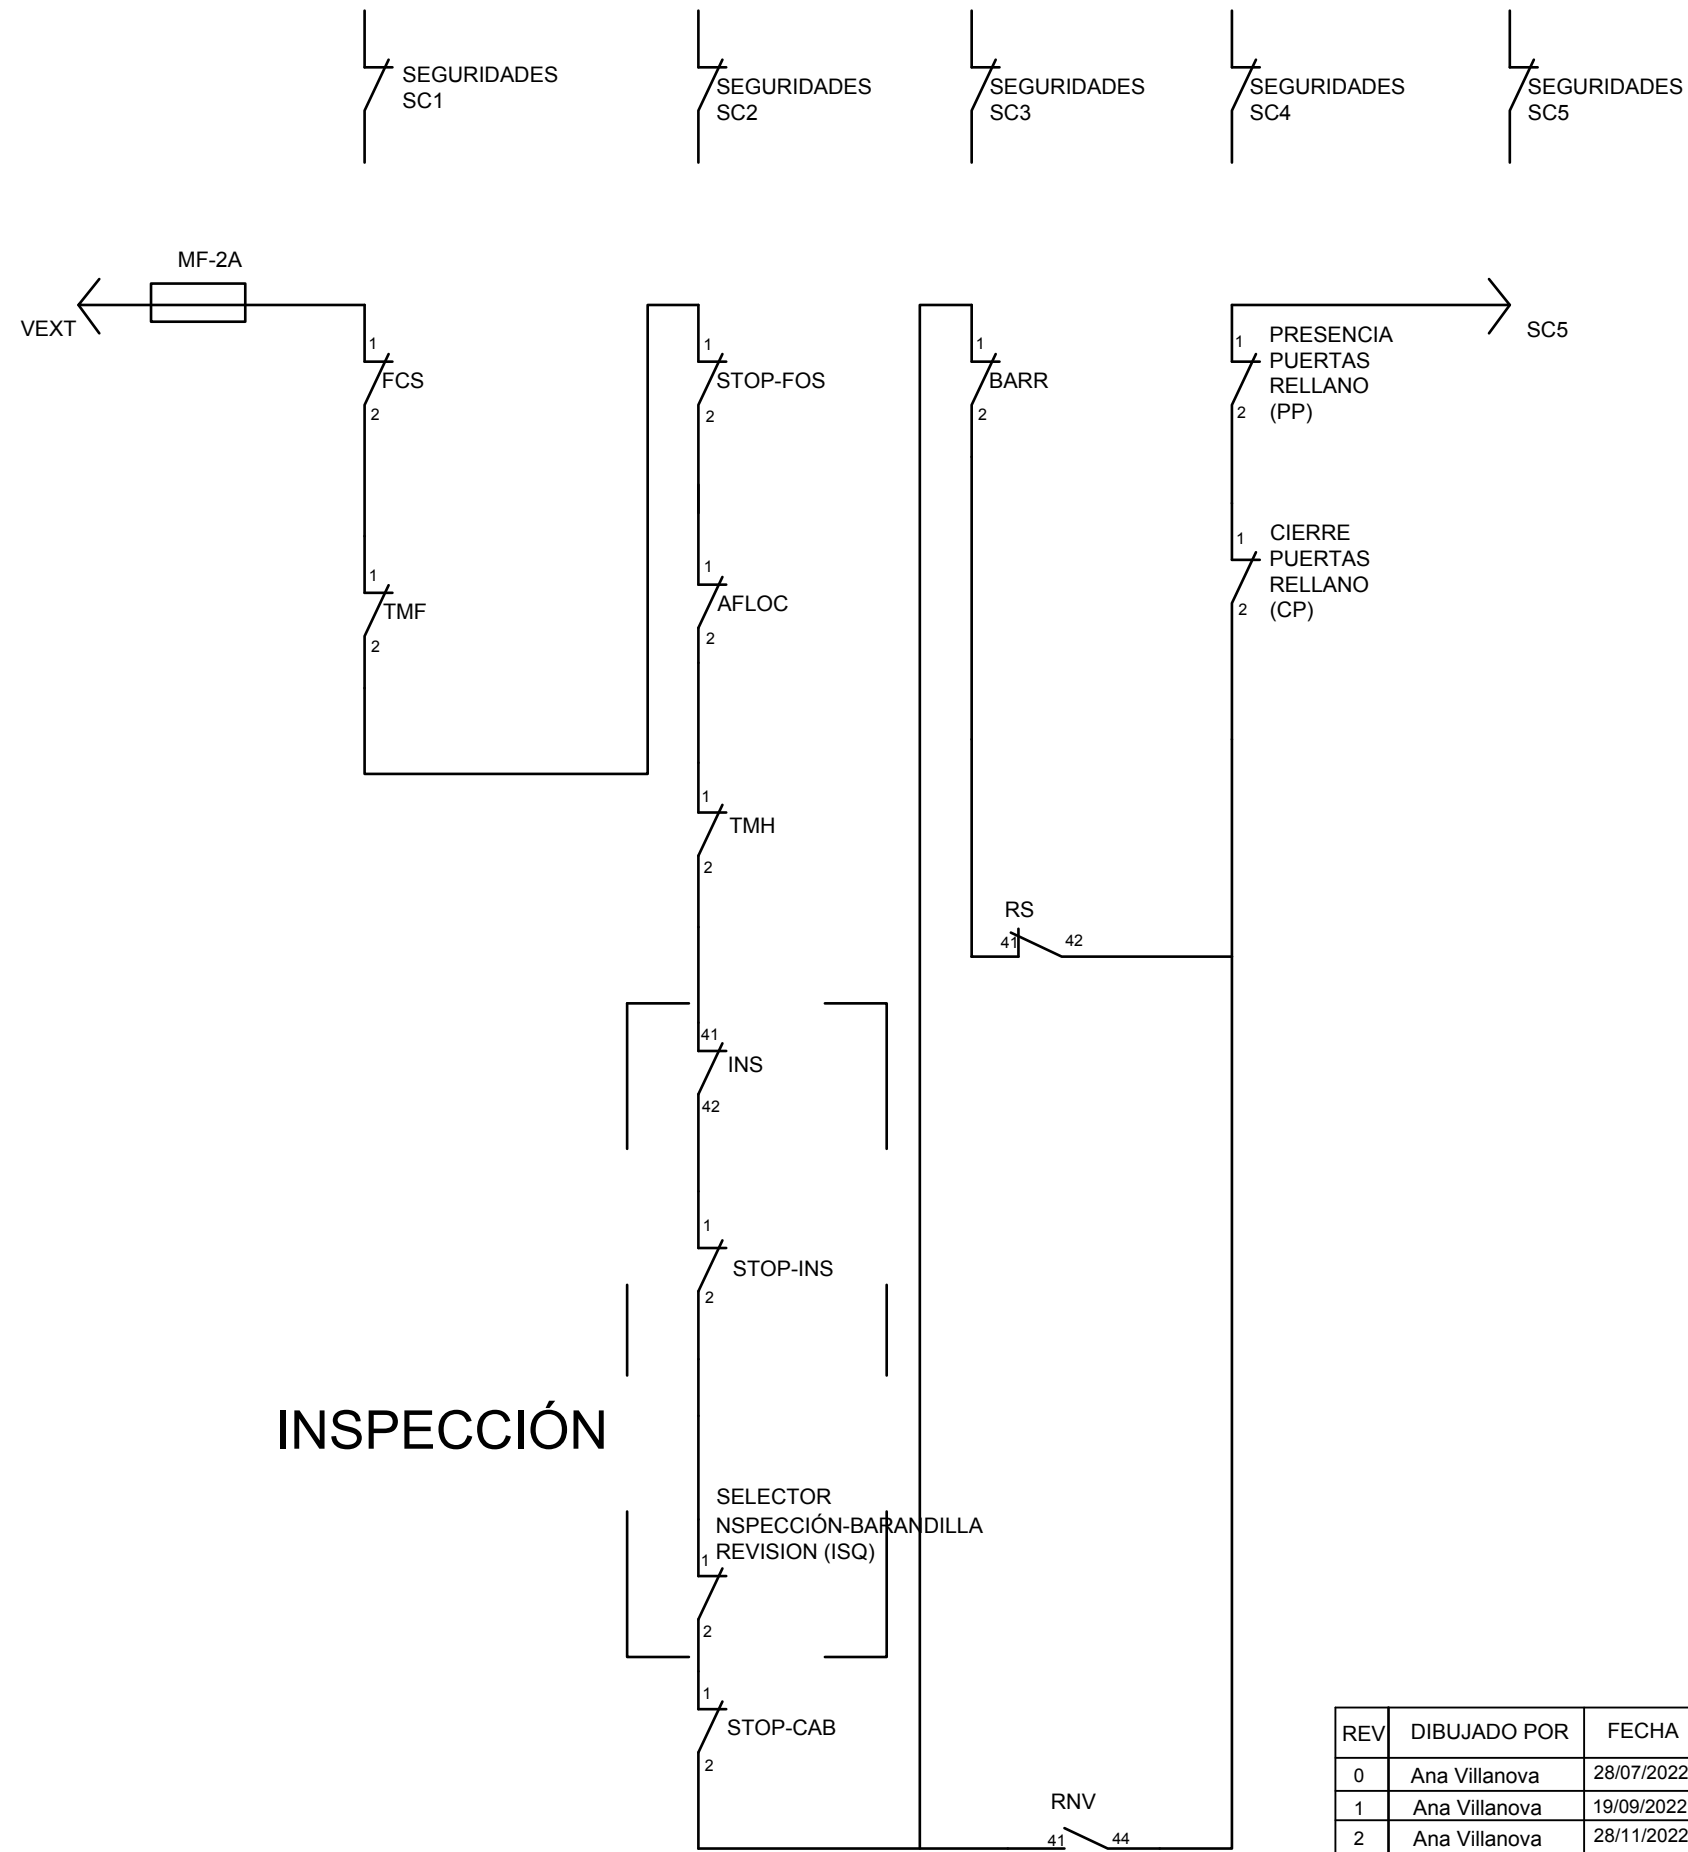 SEGURIDADES
SC1
SEGURIDADES
SC2
SEGURIDADES
SC3
SEGURIDADES
SC4
SEGURIDADES
SC5
MF-2A
VEXT
SC5
1
FCS
2
1
TMF
2
1
STOP-FOS
2
1
AFLOC
2
1
TMH
2
41
INS
42
1
STOP-INS
2
INSPECCIÓN
SELECTOR
NSPECCIÓN-BARANDILLA
REVISION (ISQ)
1
2
1
STOP-CAB
2
1
BARR
2
RS
41
42
RNV
41
44
1
PRESENCIA
PUERTAS
RELLANO
(PP)
2
1
CIERRE
PUERTAS
RELLANO
(CP)
2
REV DIBUJADO POR FECHA
0 Ana Villanova 28/07/2022
1 Ana Villanova 19/09/2022
2 Ana Villanova 28/11/2022